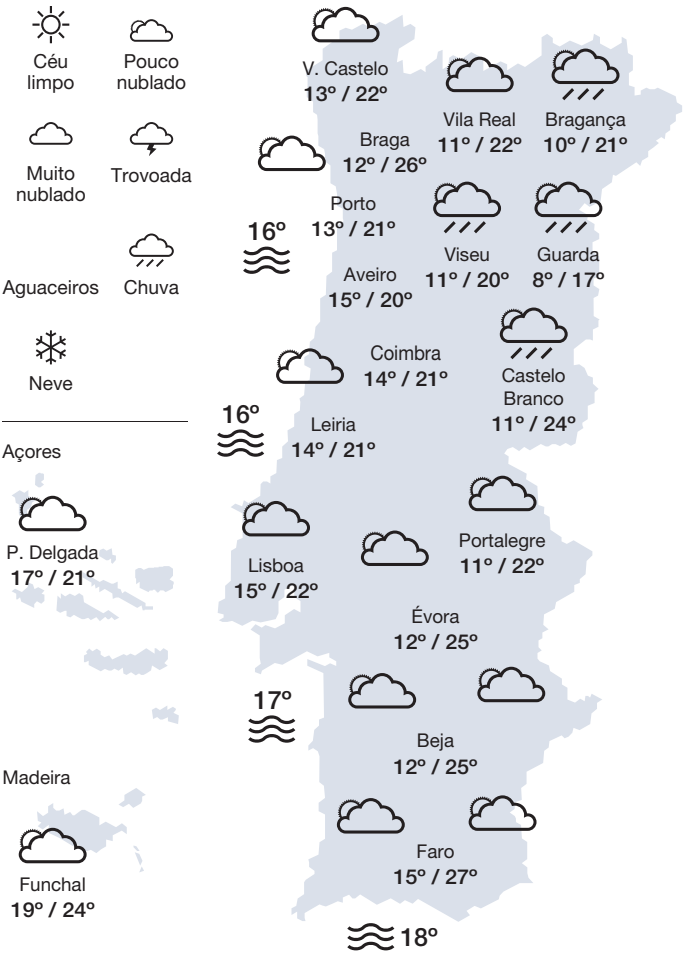 Céu
limpo
Pouco
nublado
Muito
nublado
Trovoada
Aguaceiros
Chuva
Neve
Açores
P. Delgada
17º / 21º
Madeira
Funchal
19º / 24º
V. Castelo
13º / 22º
Vila Real
11º / 22º
Bragança
10º / 21º
Braga
12º / 26º
Porto
13º / 21º
16º
Viseu
11º / 20º
Guarda
8º / 17º
Aveiro
15º / 20º
Coimbra
14º / 21º
Castelo
Branco
11º / 24º
16º
Leiria
14º / 21º
Lisboa
15º / 22º
Portalegre
11º / 22º
Évora
12º / 25º
17º
Beja
12º / 25º
Faro
15º / 27º
18º